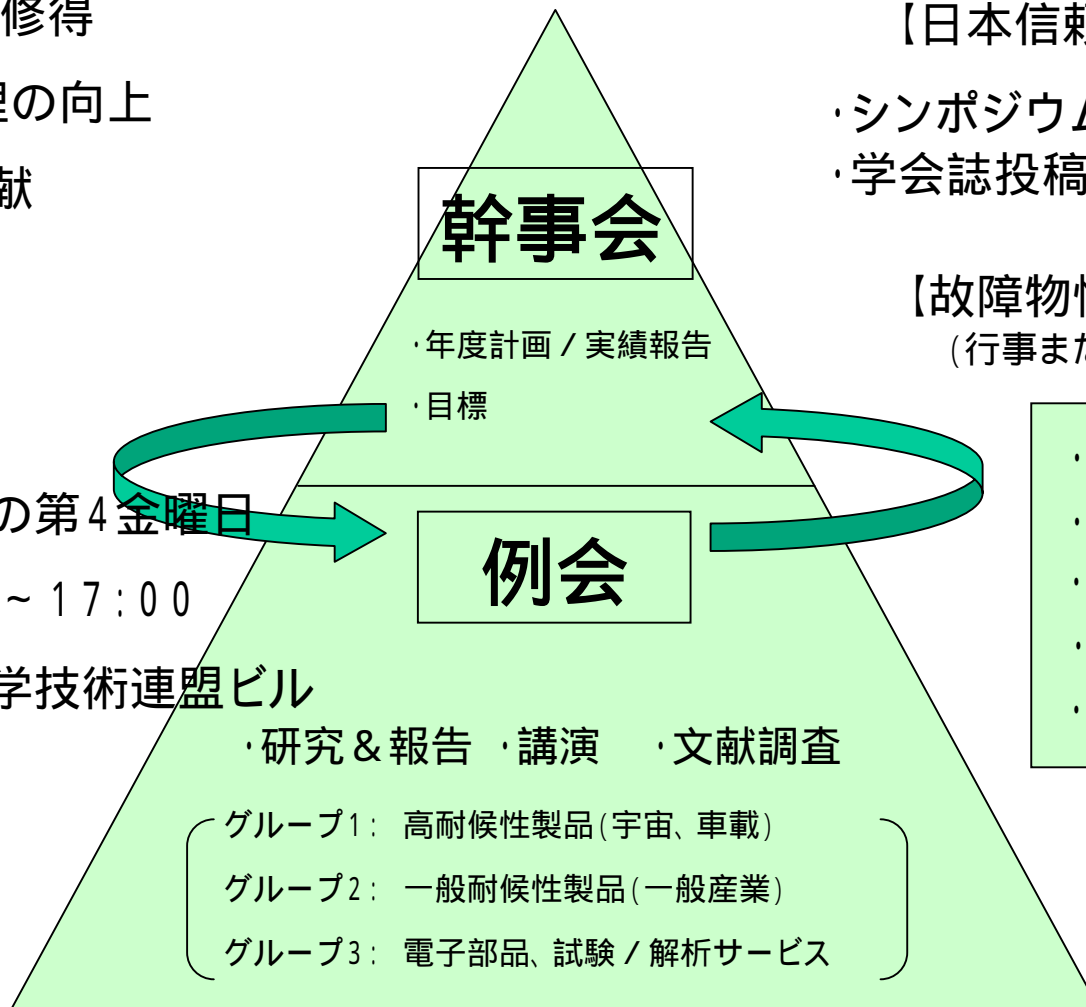 修得
の向上
献
【日本信頼
・シンポジウム
・学会誌投稿
【故障物性
(行事また
幹事会
・年度計画/実績報告
・目標
の第4金曜日
~17:00
学技術連盟ビル
例会
・研究&報告 ・講演 ・文献調査
グループ1: 高耐候性製品(宇宙、車載)
グループ2: 一般耐候性製品(一般産業)
グループ3: 電子部品、試験/解析サービス